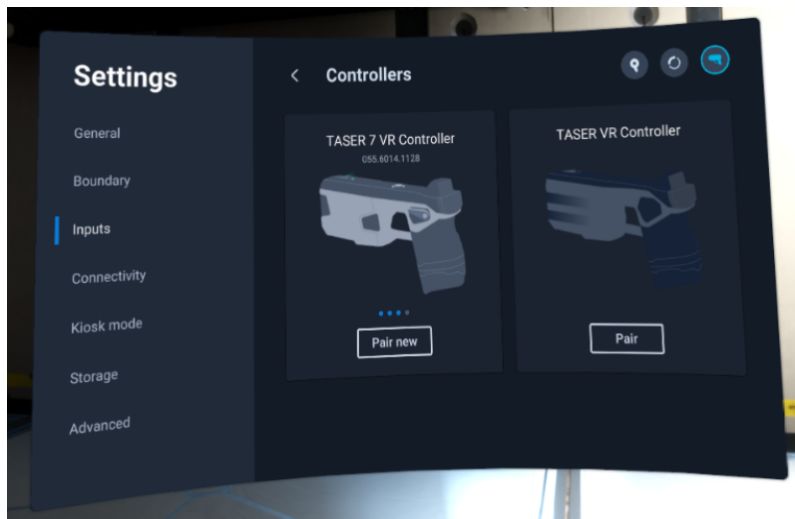 Settings
General
Boundary
Inputs
Connectivity
Kiosk mode
Storage
Advanced
Controllers
TASER 7 VR Controller
055.6014.1128
Pair new
TASER VR Controller
Pair